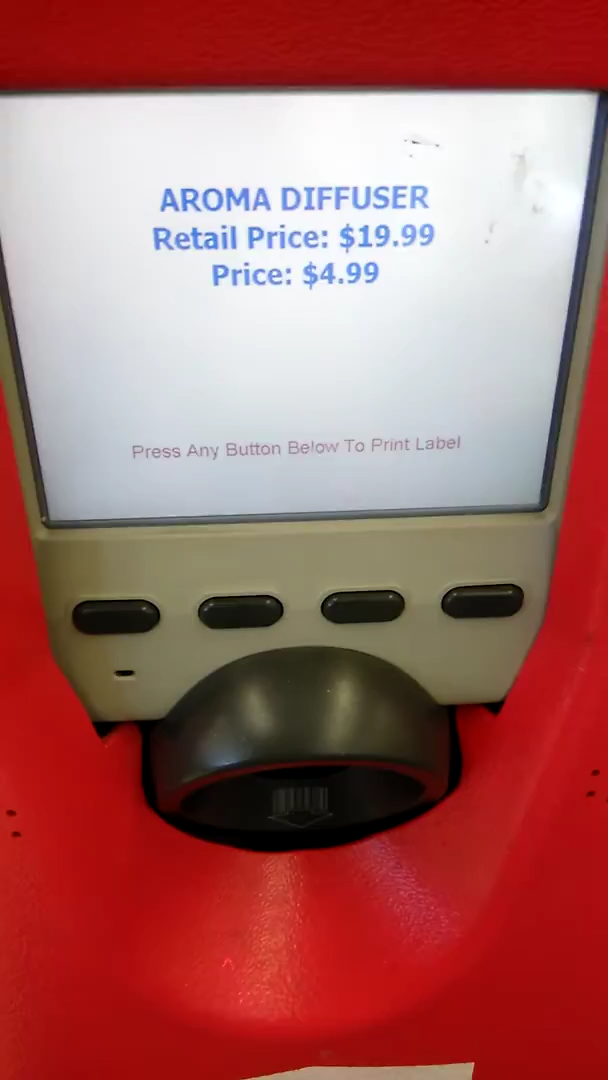 AROMA DIFFUSER
Retail Price: $19.99
Price: $4.99
Press Any Button Below To Print Label